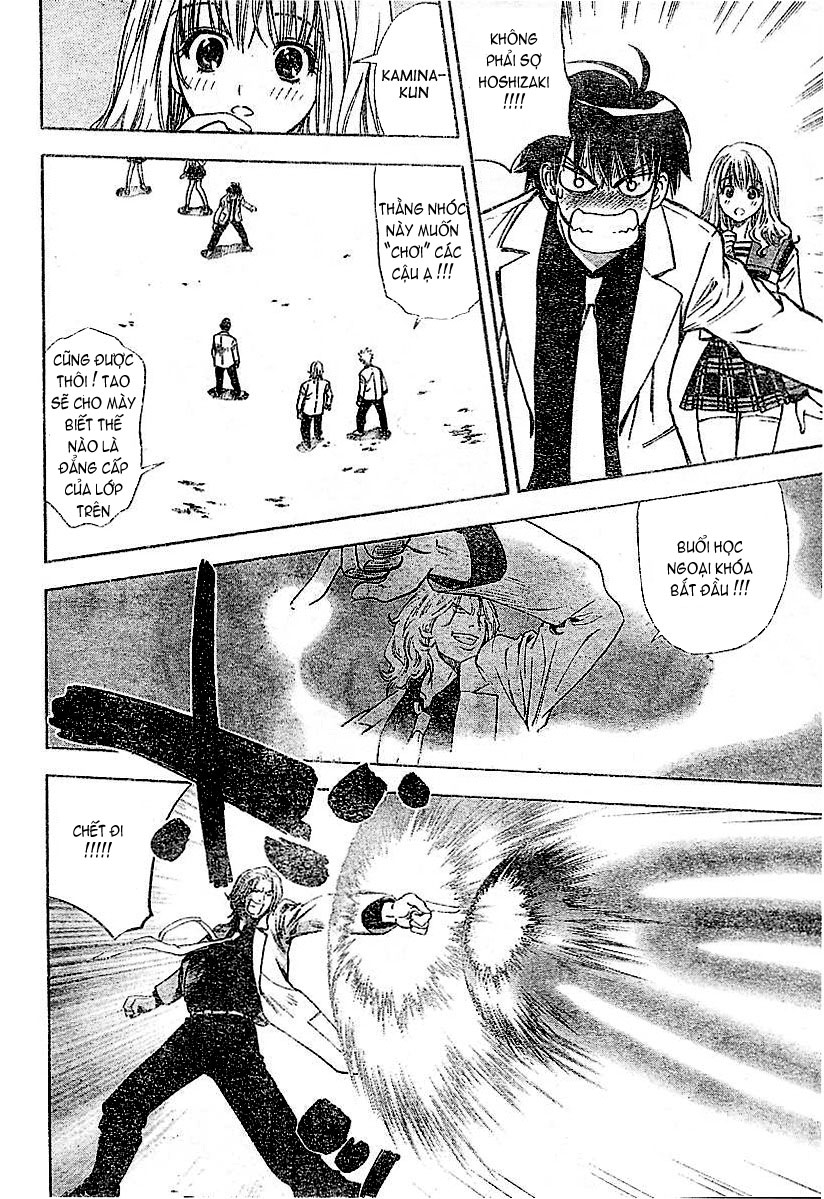 KHÔNG
PHẢI SỢ
HOSHIZAKI
!!!!
KAMINA-
KUN
THẰNG NHÓC
NÀY MUỐN
“CHƠI” CÁC
CẬU Ạ !!!
CŨNG ĐƯỢC
THÔI ! TAO
SẼ CHO MÀY
BIẾT THẾ
NÀO LÀ
ĐẲNG CẤP
CỦA LỚP
TRÊN
BUỔI HỌC
NGOẠI KHÓA
BẮT ĐẦU !!!
CHẾT ĐI
!!!!!